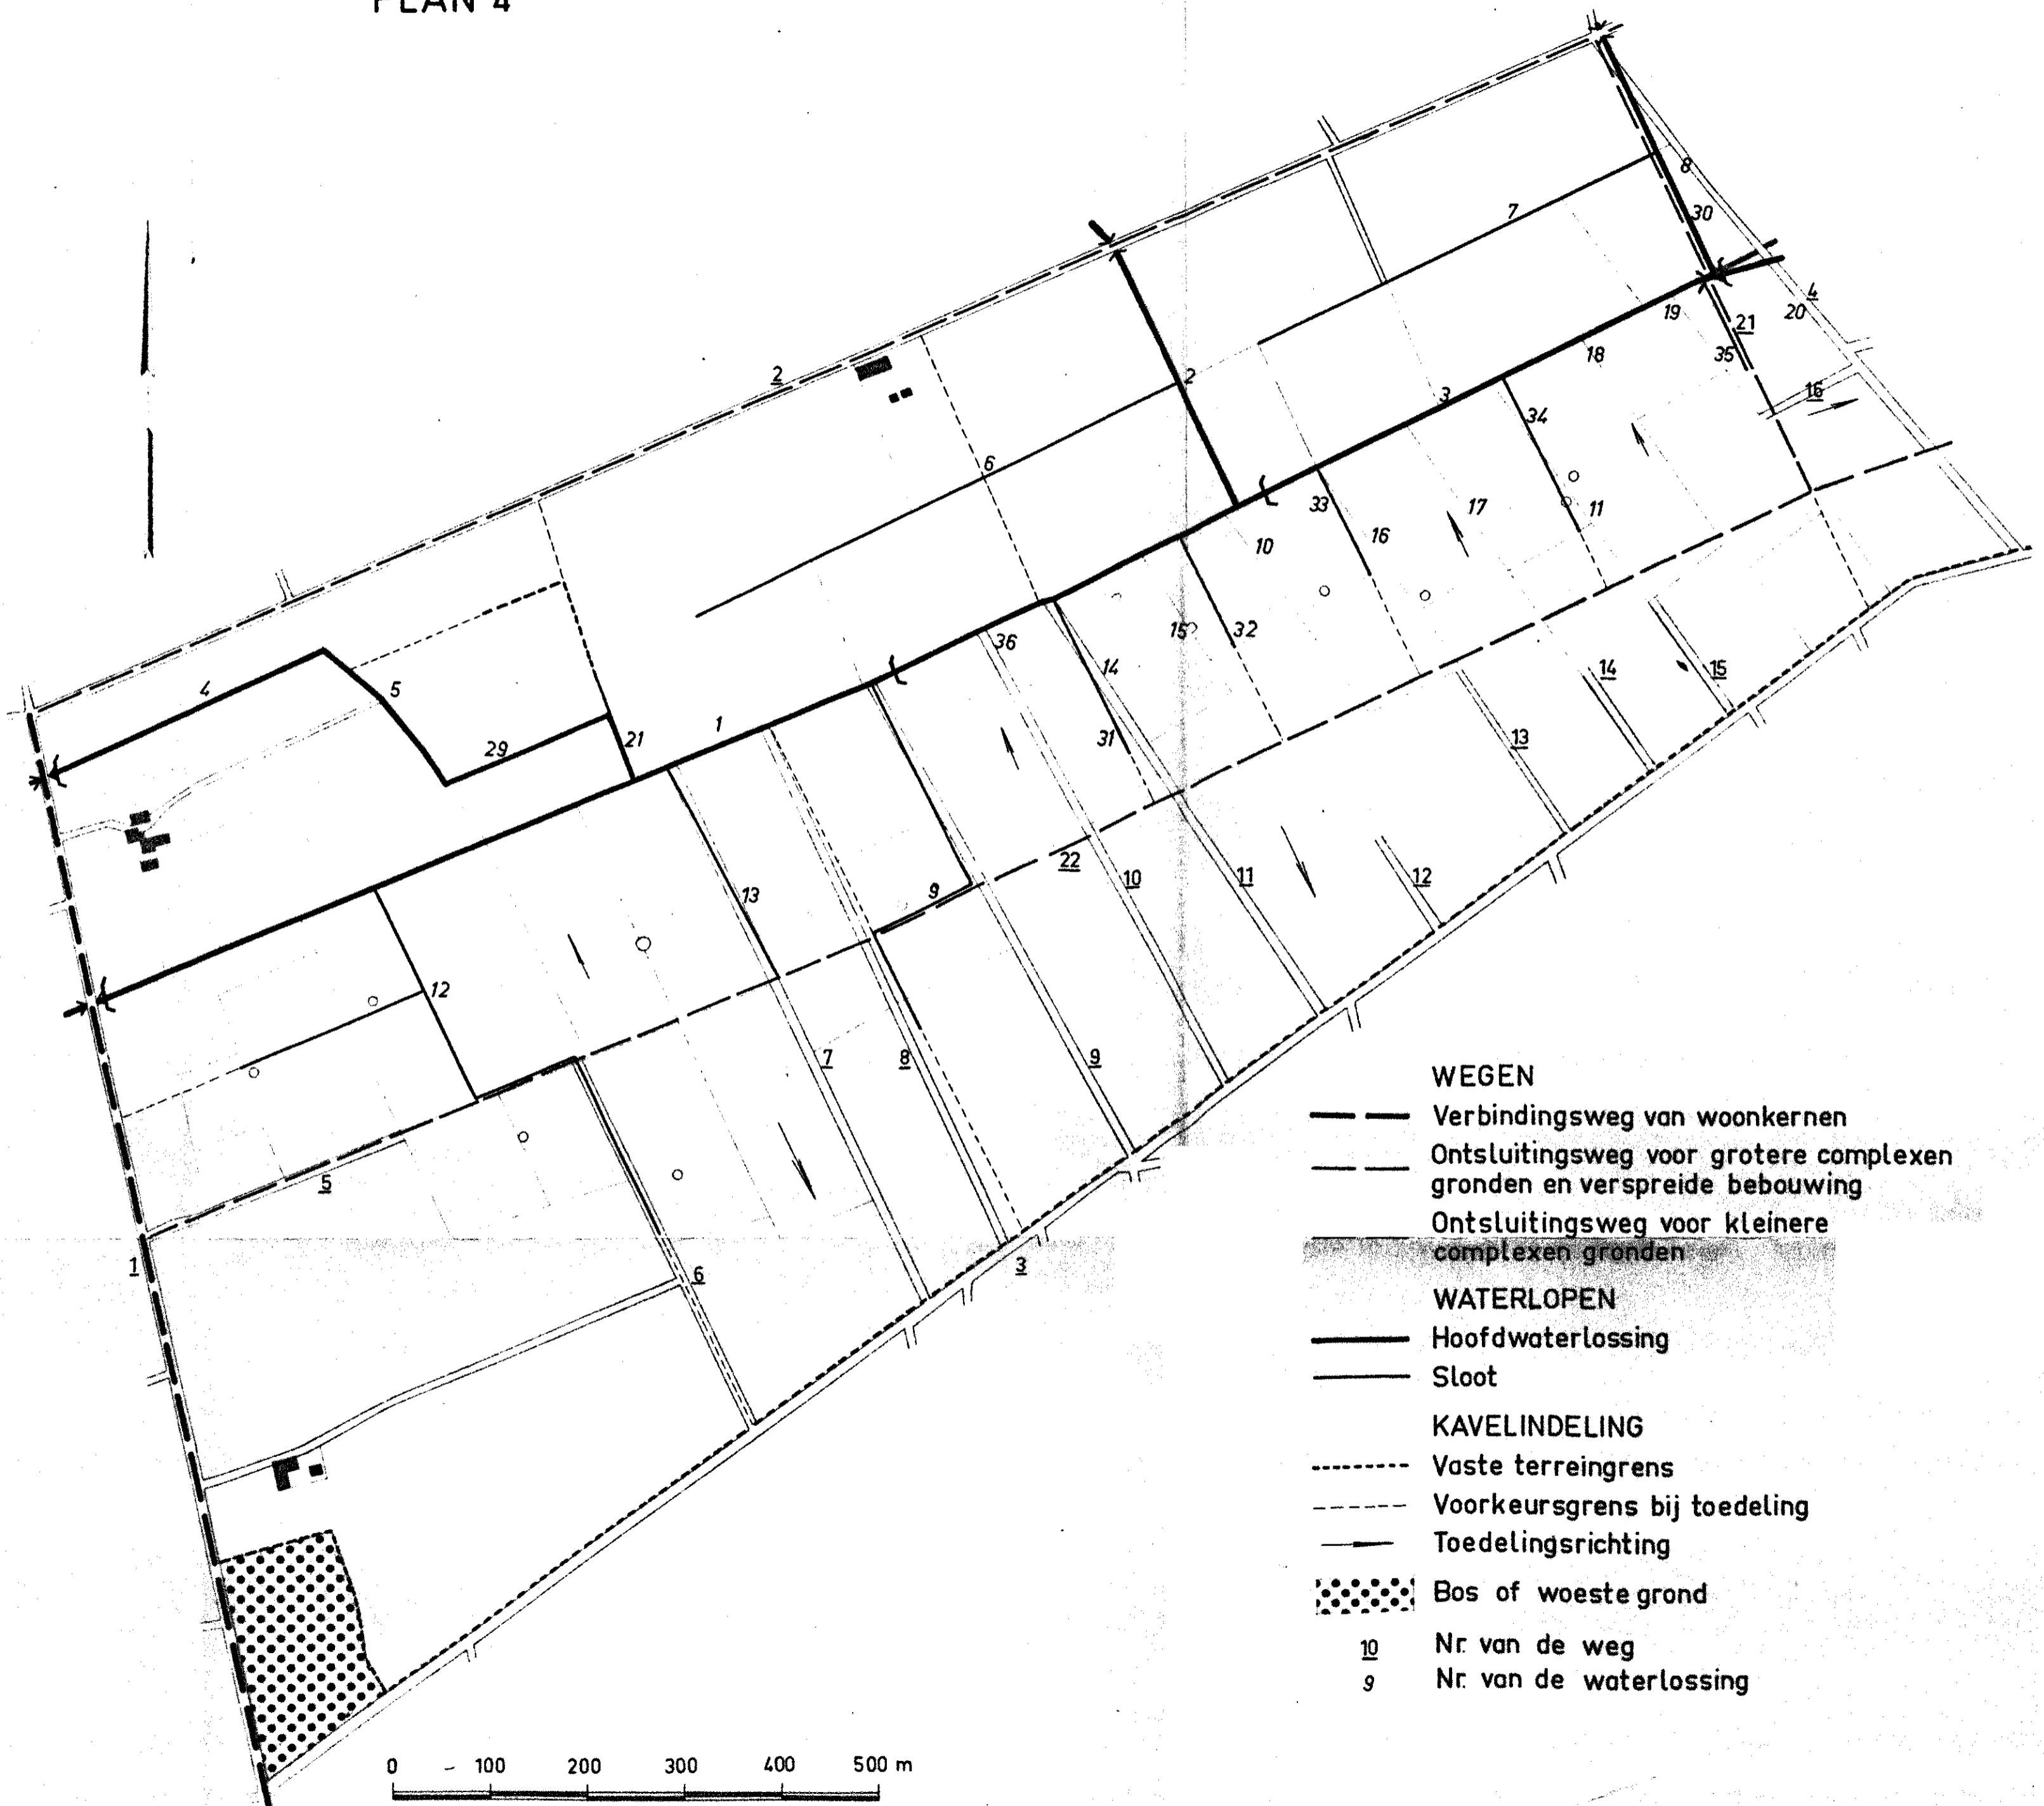 PLAN 4
2
8
7
30
4
20
19
21
35
18
16
3
34
2
6
33
17
11
16
10
15
32
36
14
14
15
4
5
1
31
13
29
21
22
10
11
12
13
9
12
7
8
9
5
1
6
3
WEGEN
Verbindingsweg van woonkernen
Ontsluitingsweg voor grotere complexen
gronden en verspreide bebouwing
Ontsluitingsweg voor kleinere
complexen gronden
WATERLOPEN
Hoofdwaterlossing
Sloot
KAVELINDELING
Vaste terreingrens
Voorkeursgrens bij toedeling
Toedelingsrichting
Bos of woeste grond
10 Nr. van de weg
9 Nr. van de waterlossing
0 – 100 200 300 400 500 m